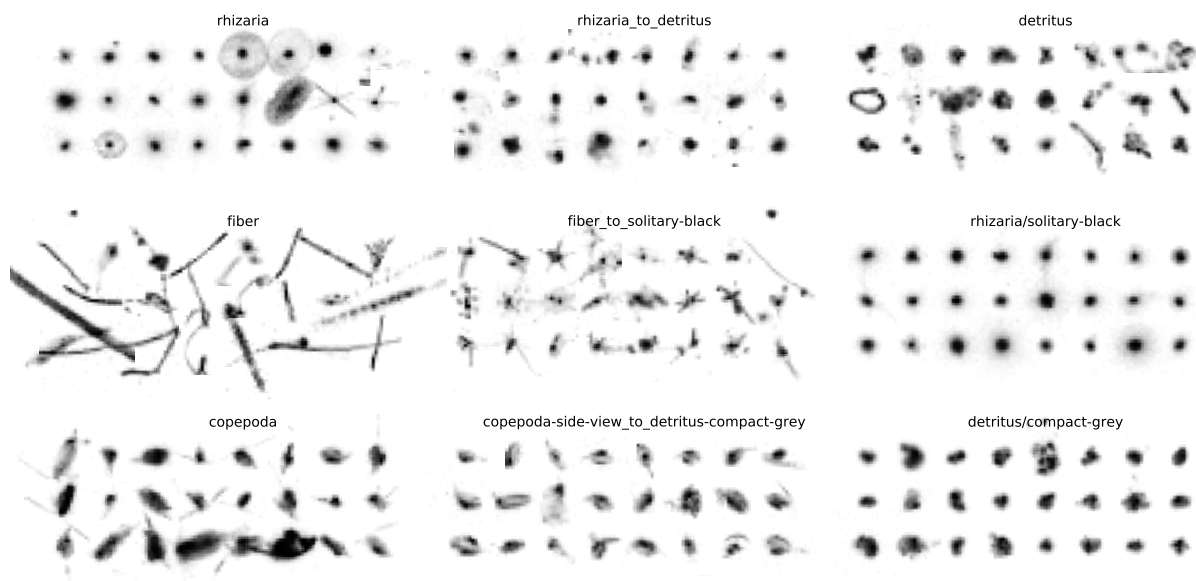 rhizaria
rhizaria_to_detritus
detritus
fiber
fiber_to_solitary-black
rhizaria/solitary-black
copepoda
copepoda-side-view_to_detritus-compact-grey
detritus/compact-grey